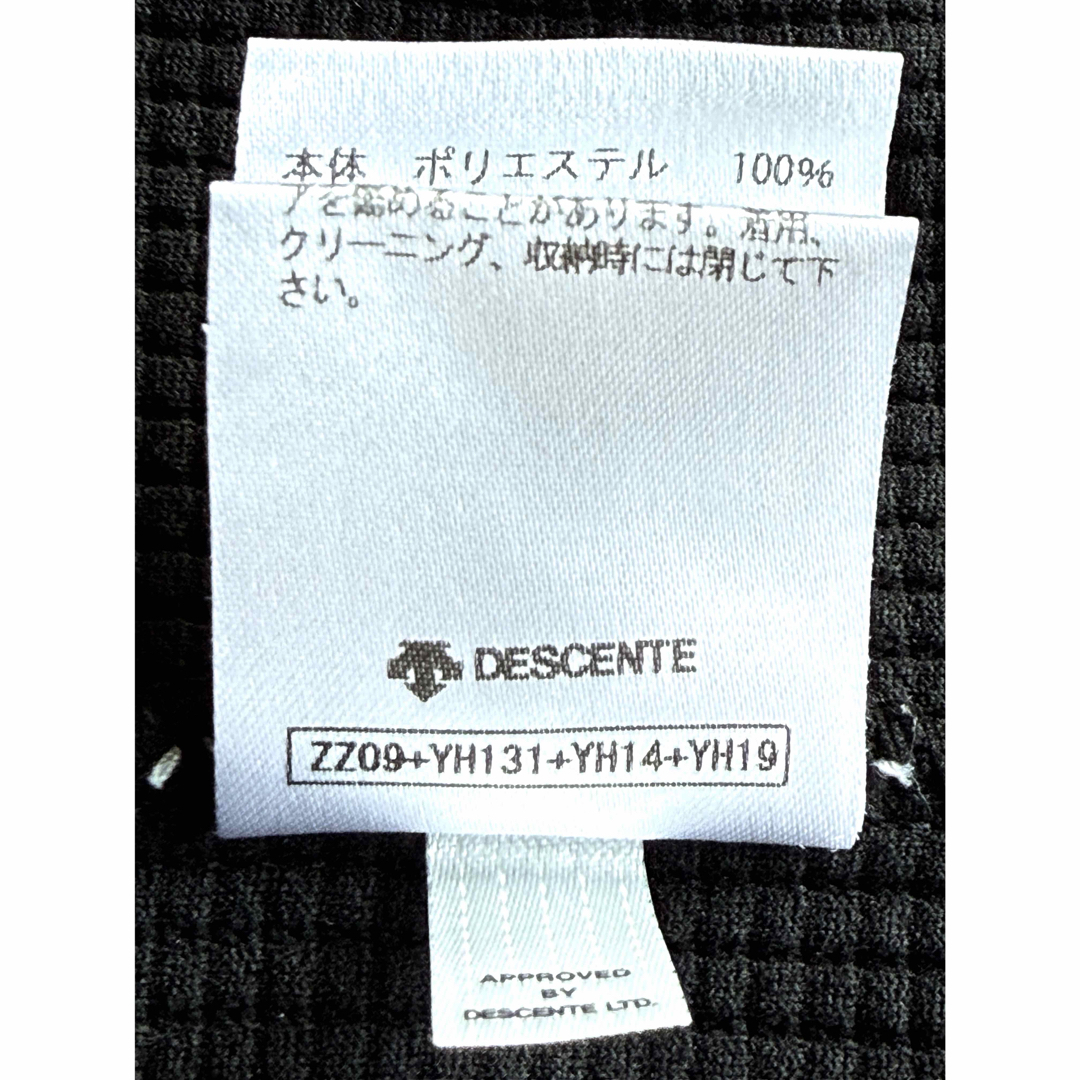 本体　ポリエステル　100%
アを認めることがあります。着用、
クリーニング、収納時には閉じて下
さい。
DESCENTE
ZZ09+YH131+YH14+YH19
APPROVED
BY
DESCENTE LTD.